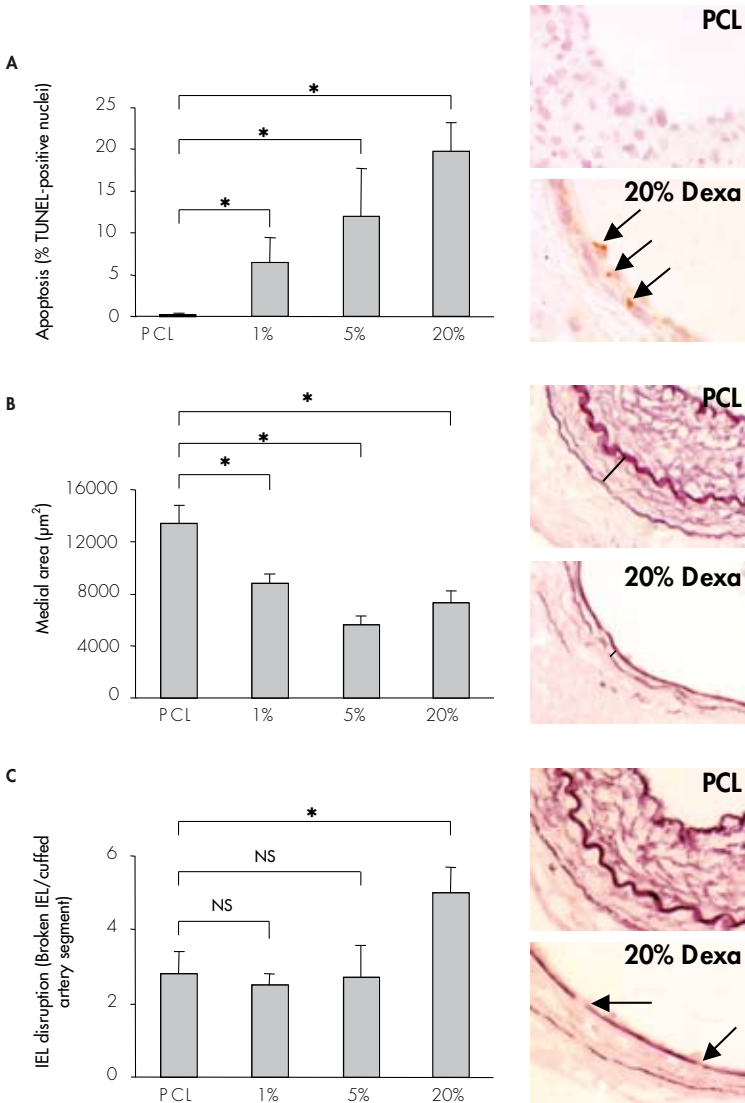 PCL
A
*
*
*
Apoptosis (% TUNEL-positive nuclei)
25
20
15
10
5
0
PCL 1% 5% 20%
20% Dexa
B
*
*
*
Medial area (µm²)
16000
12000
8000
4000
0
PCL 1% 5% 20%
PCL
20% Dexa
C
*
NS
NS
IEL disruption (Broken IEL/cuffed
artery segment)
6
4
2
0
PCL 1% 5% 20%
PCL
20% Dexa